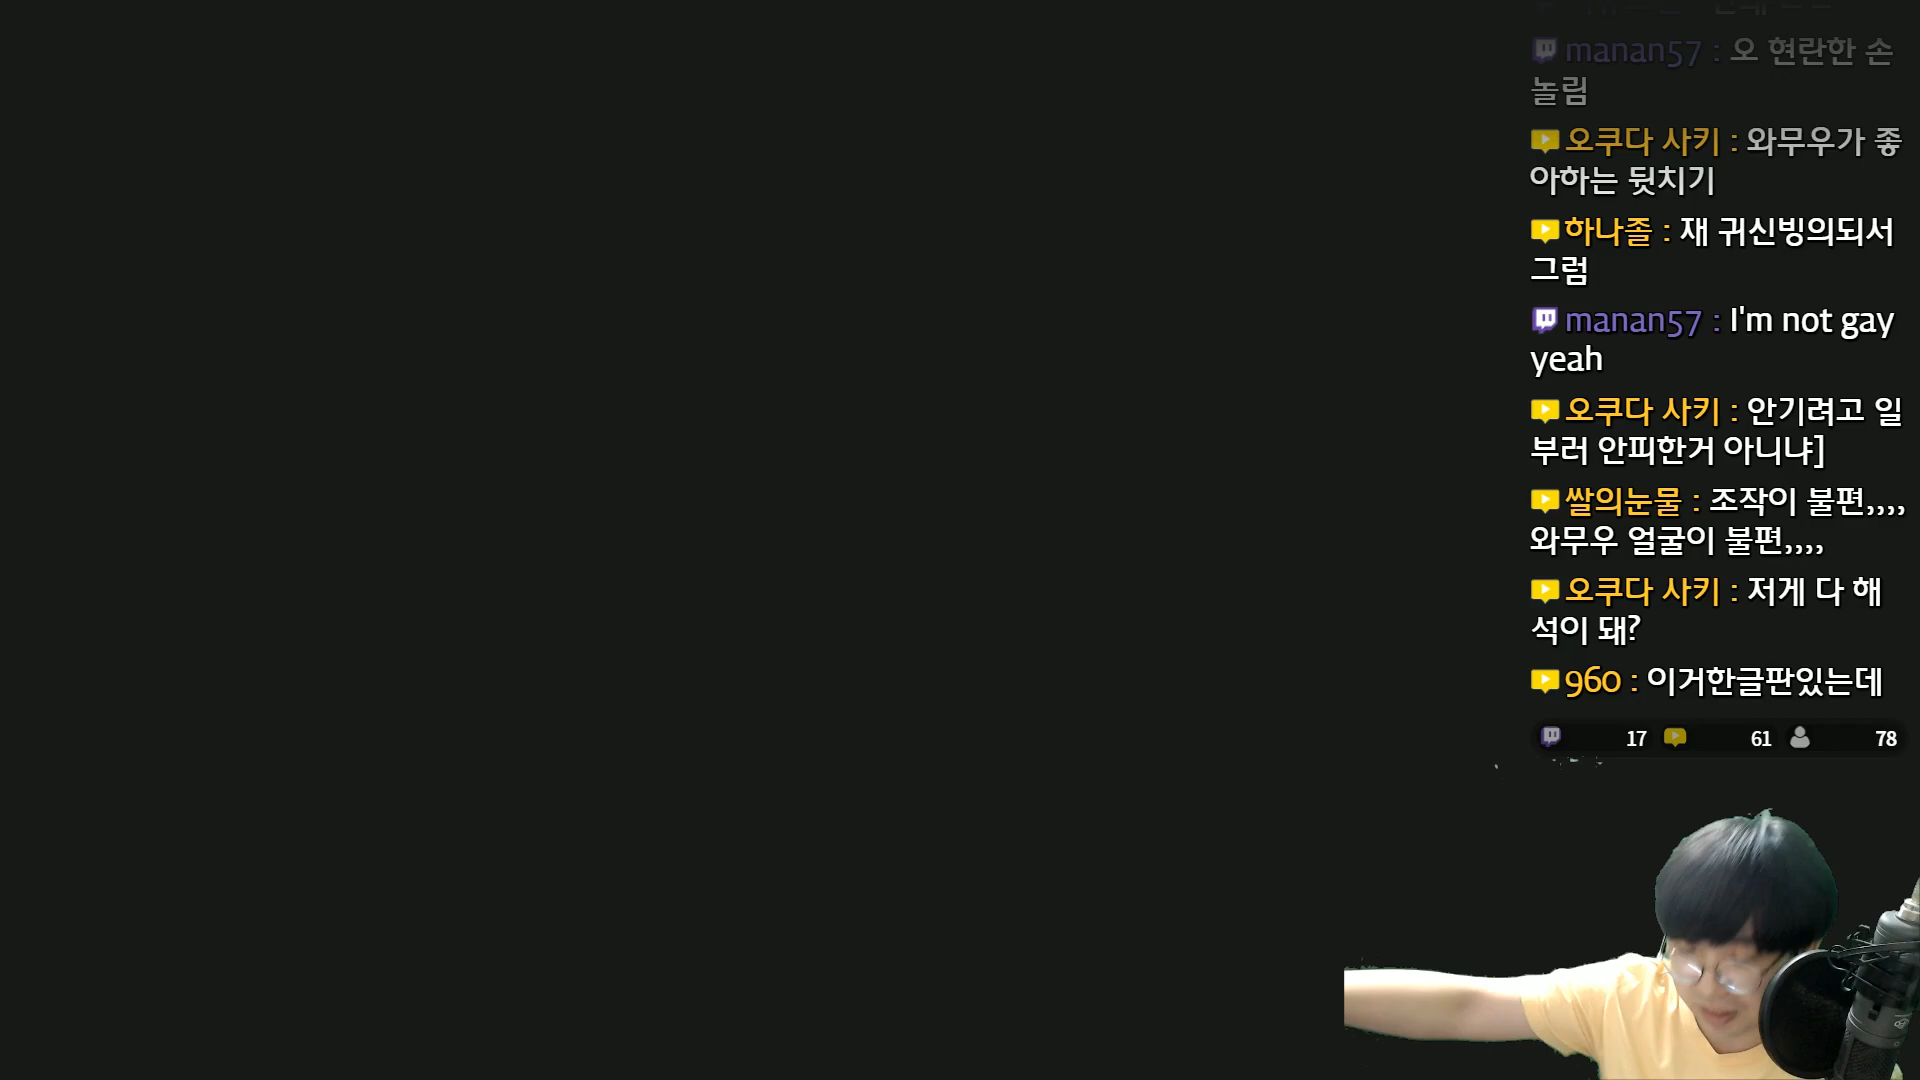 manan57 : 오 현란한 손
놀림
오쿠다 사키 : 와무우가 좋
아하는 뒷치기
하나졸 : 재 귀신빙의되서
그럼
manan57 : I'm not gay
yeah
오쿠다 사키 : 안기려고 일
부러 안피한거 아니냐]
쌀의눈물 : 조작이 불편,,,,
와무우 얼굴이 불편,,,,
오쿠다 사키 : 저게 다 해
석이 돼?
960 : 이거한글판있는데
17 61 78